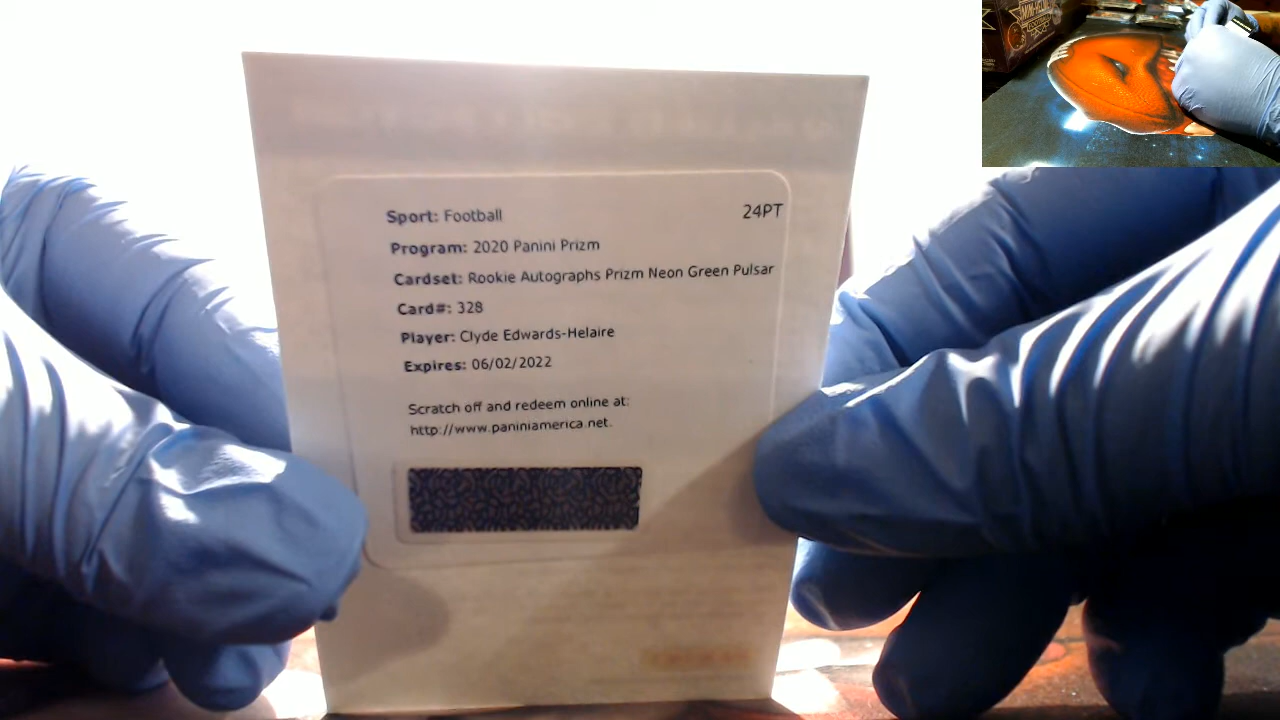 Sport: Football
24PT
Program: 2020 Panini Prizm
Cardset: Rookie Autographs Prizm Neon Green Pulsar
Card#: 328
Player: Clyde Edwards-Helaire
Expires: 06/02/2022
Scratch off and redeem online at:
http://www.paniniamerica.net.